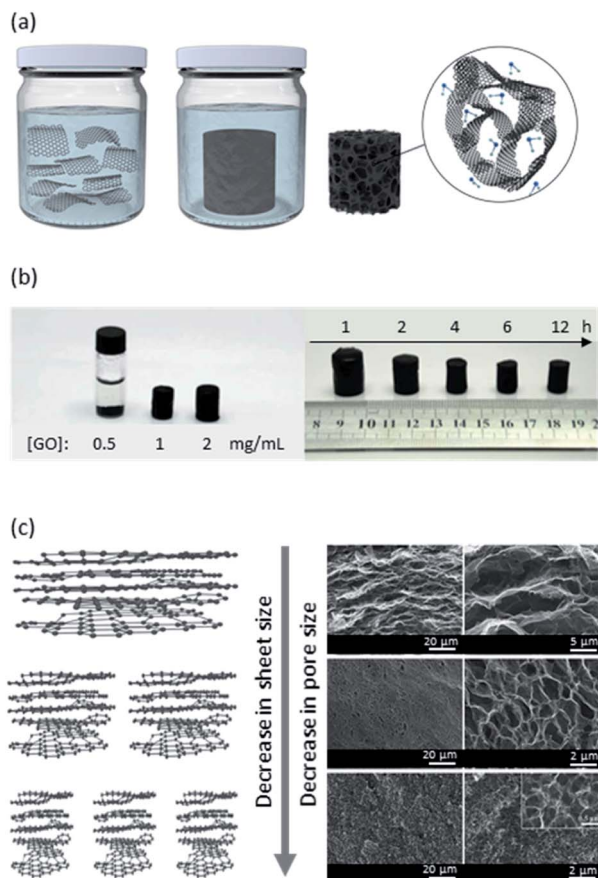 (a)
(b)
1 2 4 6 12 h
[GO]: 0.5 1 2 mg/mL
8 9 10 11 12 13 14 15 16 17 18 19 2
(c)
Decrease in sheet size
Decrease in pore size
20 µm
5 µm
20 µm
2 µm
20 µm
2 µm